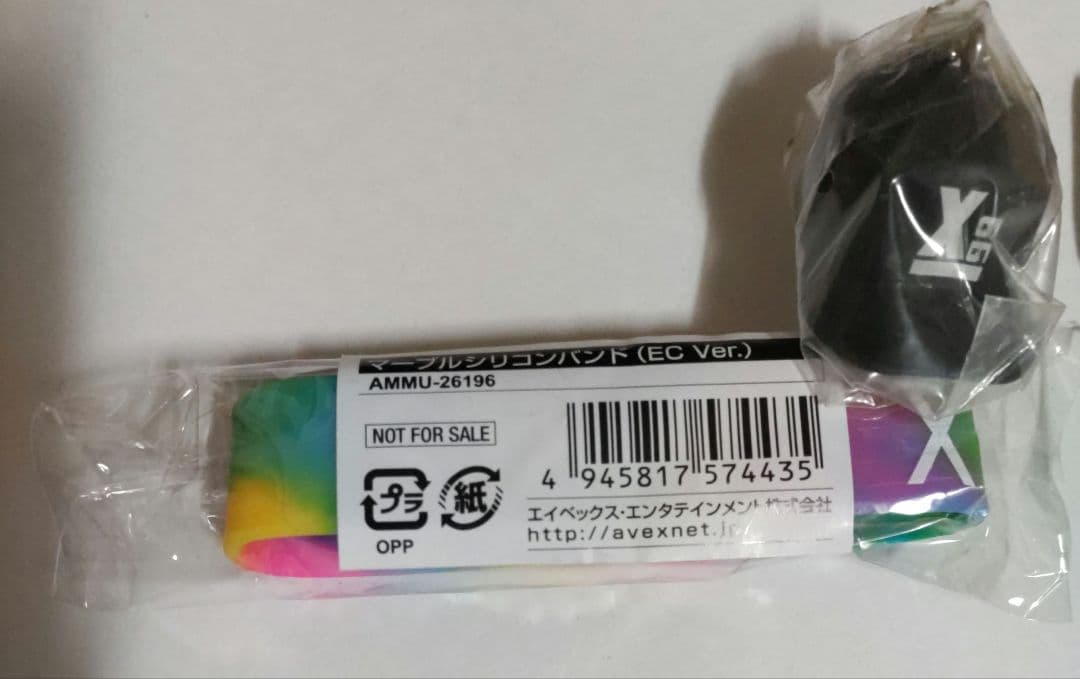 マーブルシリコンバンド(EC Ver.)
AMMU-26196
NOT FOR SALE
4 945817 574435
プラ
紙
OPP
エイベックス・エンタテインメント株式会社
http://avexnet.jp
X
X 99